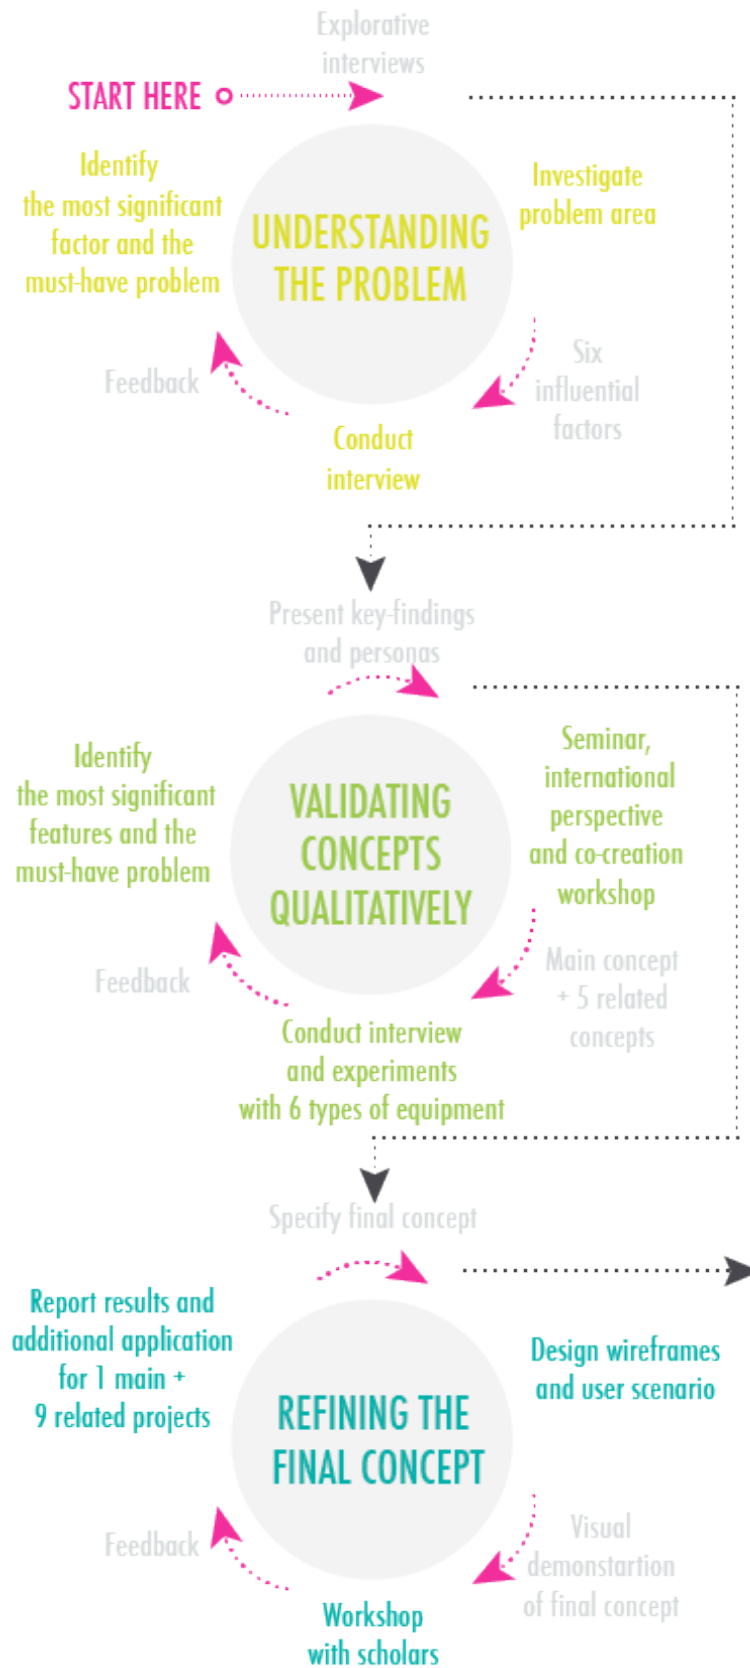 Explorative
interviews
START HERE
Identify
the most significant
factor and the
must-have problem
UNDERSTANDING
THE PROBLEM
Investigate
problem area
Six
influential
factors
Feedback
Conduct
interview
Present key-findings
and personas
Identify
the most significant
features and the
must-have problem
VALIDATING
CONCEPTS
QUALITATIVELY
Seminar,
international
perspective
and co-creation
workshop
Main concept
+ 5 related
concepts
Feedback
Conduct interview
and experiments
with 6 types of equipment
Specify final concept
Report results and
additional application
for 1 main +
9 related projects
REFINING THE
FINAL CONCEPT
Design wireframes
and user scenario
Visual
demonstartion
of final concept
Feedback
Workshop
with scholars